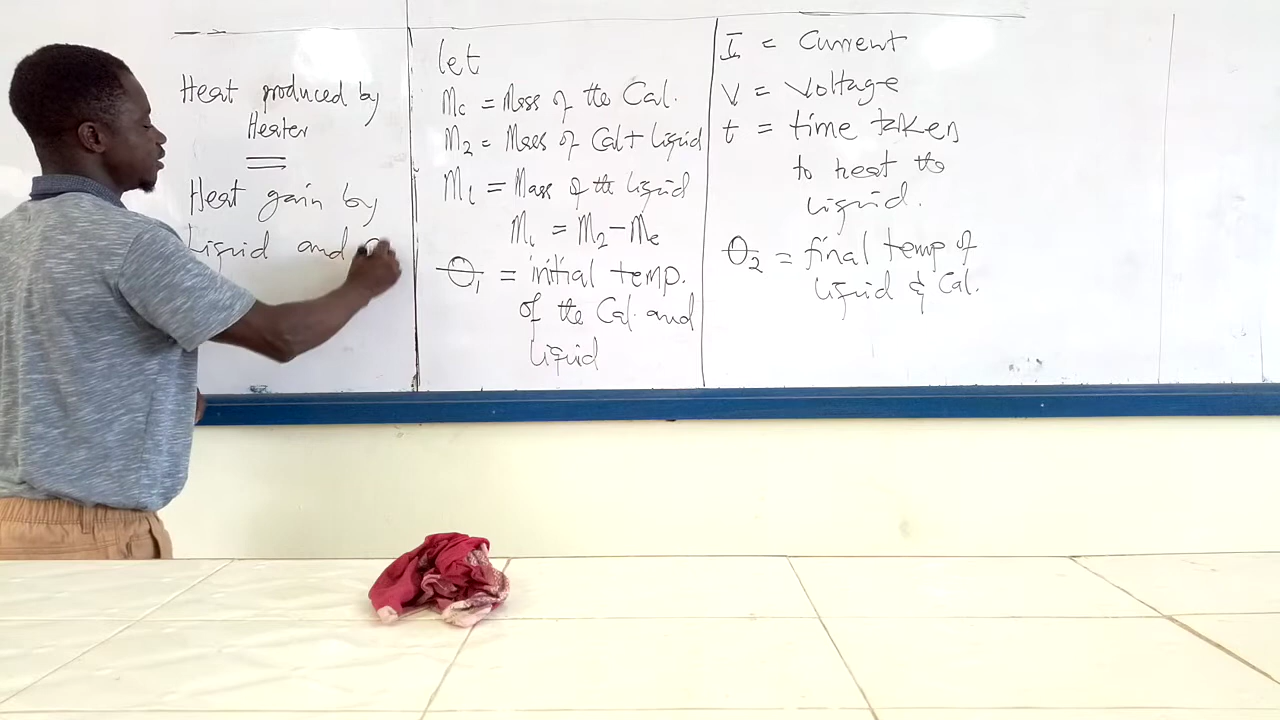 Heat produced by
Heater
=
Heat gain by
Liquid and
let
Mc = Mass of the Cal.
M2 = Mass of Cal + liquid
ML = Mass of the liquid
ML = M2 - Mc
θ1 = initial temp.
of the Cal. and
liquid
I = Current
V = Voltage
t = time taken
to heat the
liquid.
θ2 = final temp of
liquid & Cal.